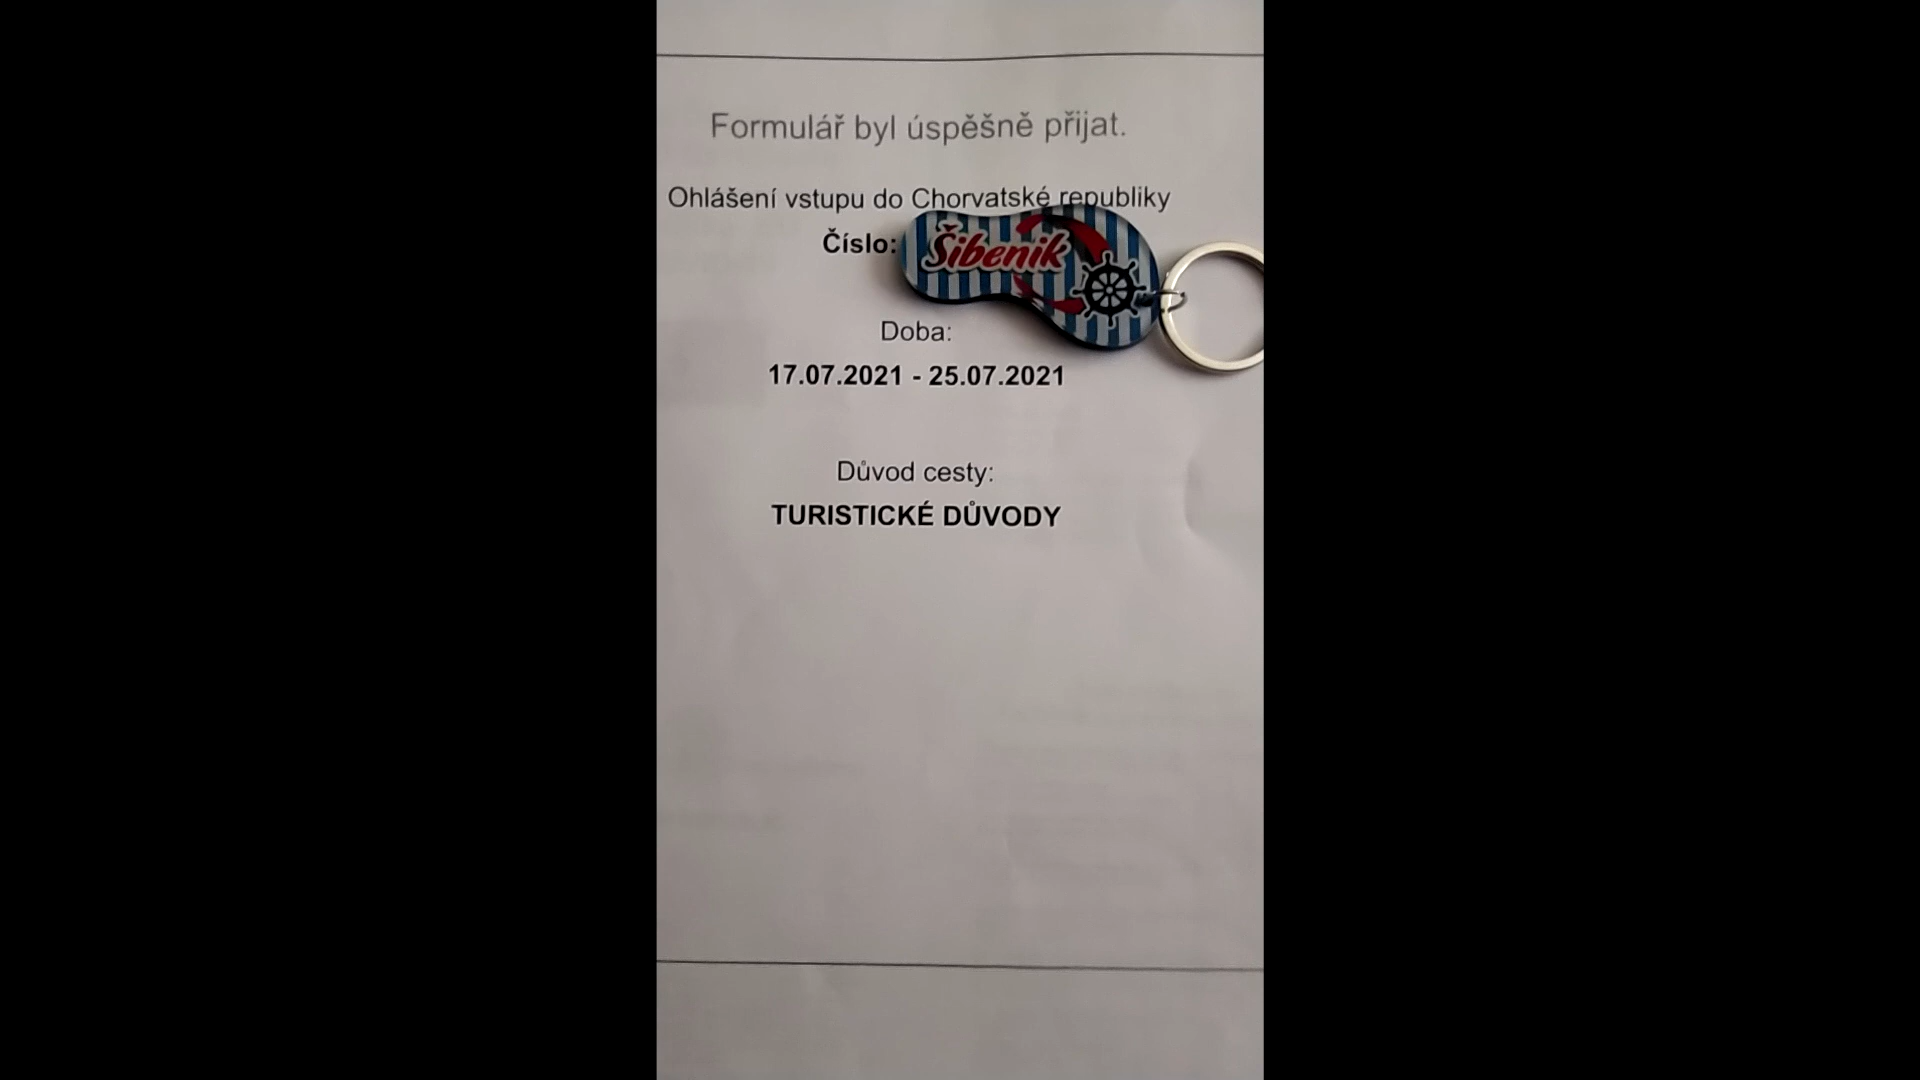 Formulář byl úspěšně přijat.
Ohlášení vstupu do Chorvatské republiky
Číslo:
Šibenik
Doba:
17.07.2021 - 25.07.2021
Důvod cesty:
TURISTICKÉ DŮVODY